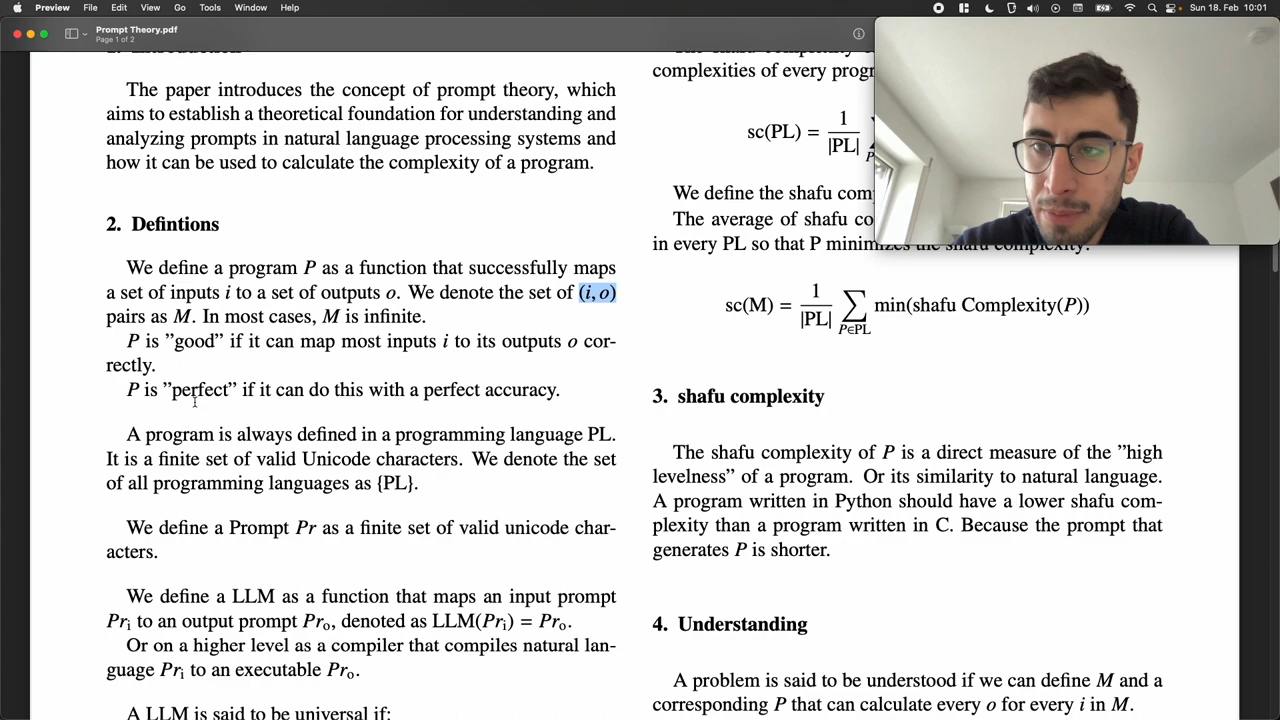 Preview File Edit View Go Tools Window Help
Sun 18. Feb 10:01
Prompt Theory.pdf
Page 1 of 2
The paper introduces the concept of prompt theory, which
aims to establish a theoretical foundation for understanding and
analyzing prompts in natural language processing systems and
how it can be used to calculate the complexity of a program.
2. Defintions
We define a program P as a function that successfully maps
a set of inputs i to a set of outputs o. We denote the set of (i, o)
pairs as M. In most cases, M is infinite.
P is ”good” if it can map most inputs i to its outputs o cor-
rectly.
P is ”perfect” if it can do this with a perfect accuracy.
A program is always defined in a programming language PL.
It is a finite set of valid Unicode characters. We denote the set
of all programming languages as {PL}.
We define a Prompt Pr as a finite set of valid unicode char-
acters.
We define a LLM as a function that maps an input prompt
Prᵢ to an output prompt Prₒ, denoted as LLM(Prᵢ) = Prₒ.
Or on a higher level as a compiler that compiles natural lan-
guage Prᵢ to an executable Prₒ.
A LLM is said to be universal if:
complexities of every
sc(PL) = 1/|PL|
We define the shafu
The average of shafu
in every PL so that P minimizes the shafu complexity.
sc(M) = 1/|PL| ∑ P∈PL min(shafu Complexity(P))
3. shafu complexity
The shafu complexity of P is a direct measure of the ”high
levelness” of a program. Or its similarity to natural language.
A program written in Python should have a lower shafu com-
plexity than a program written in C. Because the prompt that
generates P is shorter.
4. Understanding
A problem is said to be understood if we can define M and a
corresponding P that can calculate every o for every i in M.